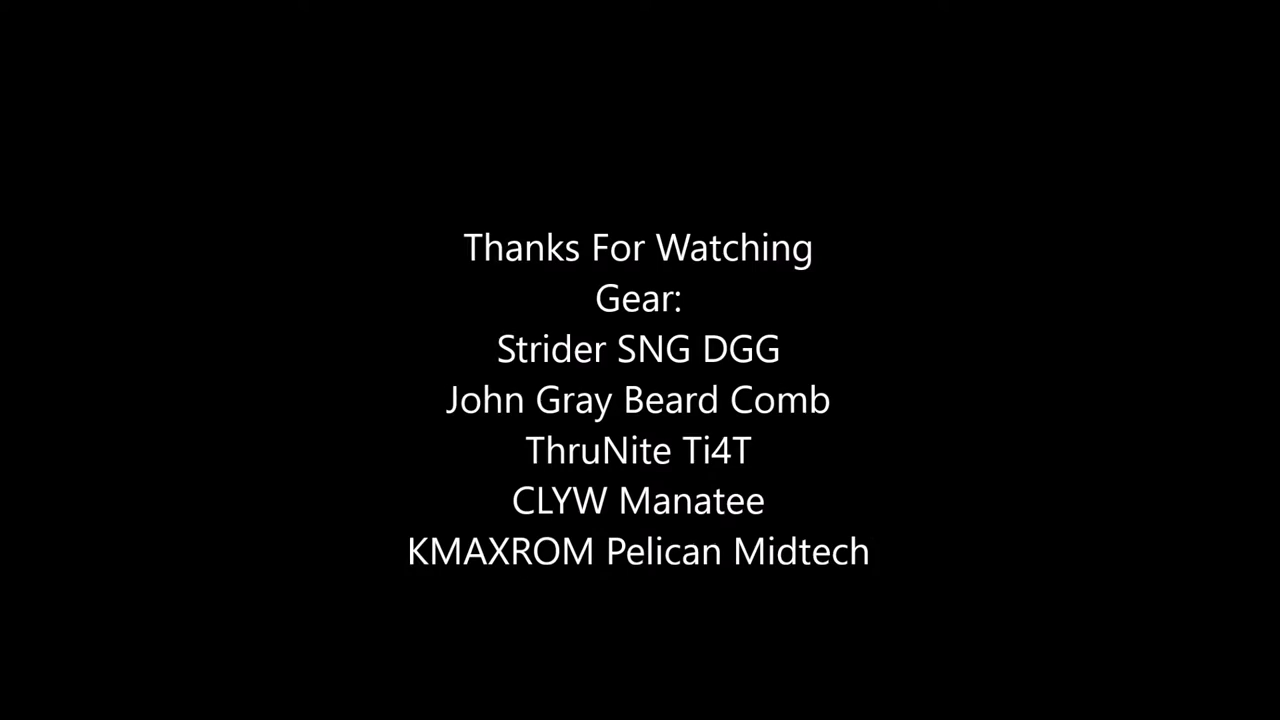 Thanks For Watching
Gear:
Strider SNG DGG
John Gray Beard Comb
ThruNite Ti4T
CLYW Manatee
KMAXROM Pelican Midtech